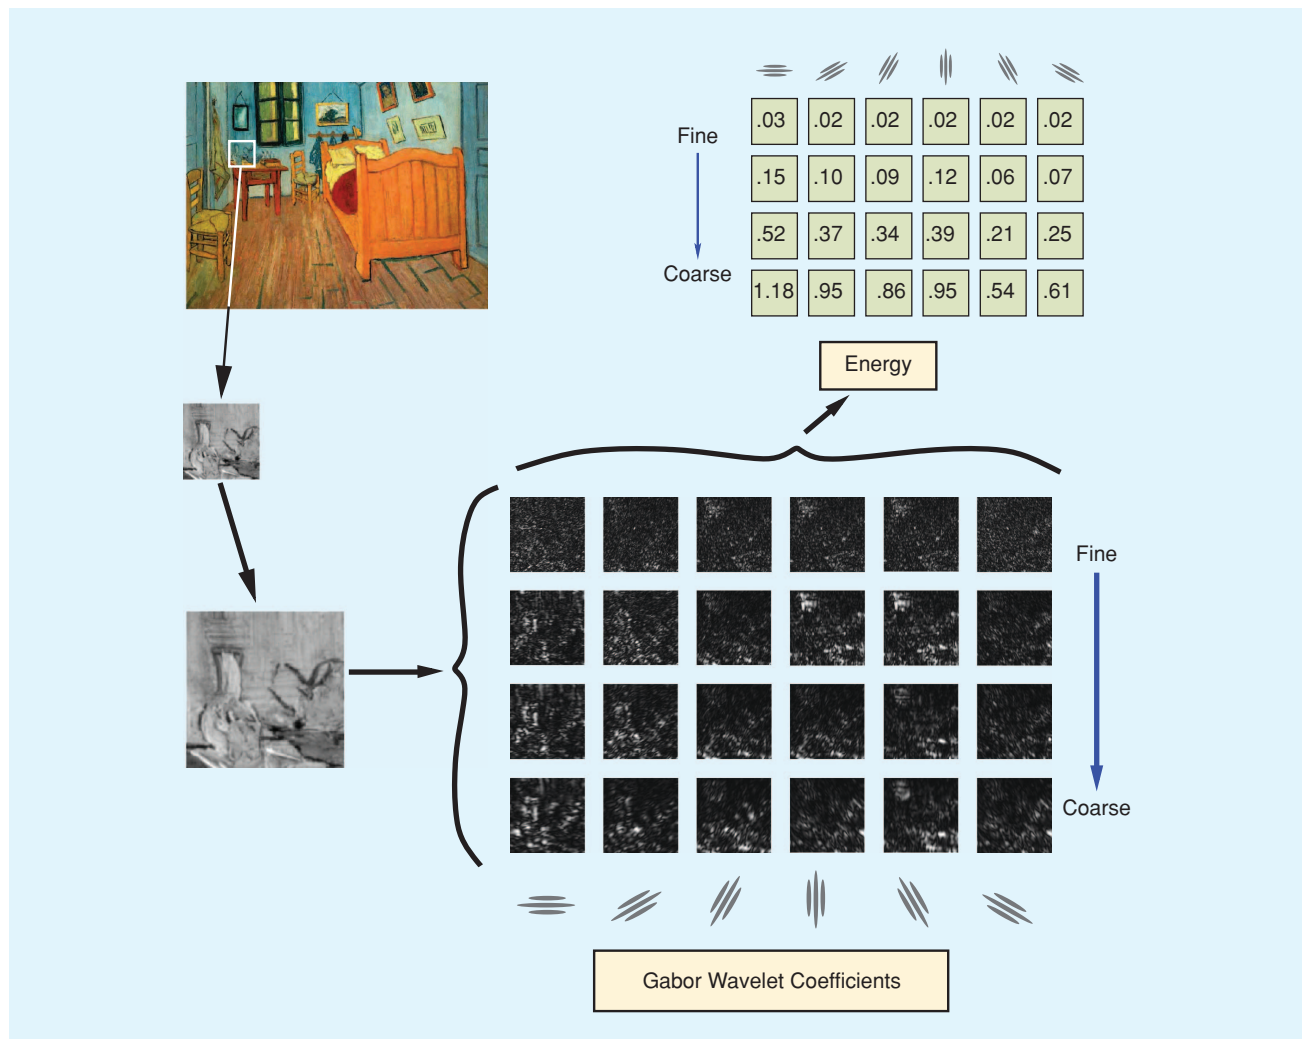 Fine
Coarse
.03 .02 .02 .02 .02 .02
.15 .10 .09 .12 .06 .07
.52 .37 .34 .39 .21 .25
1.18 .95 .86 .95 .54 .61
Energy
Fine
Coarse
Gabor Wavelet Coefficients